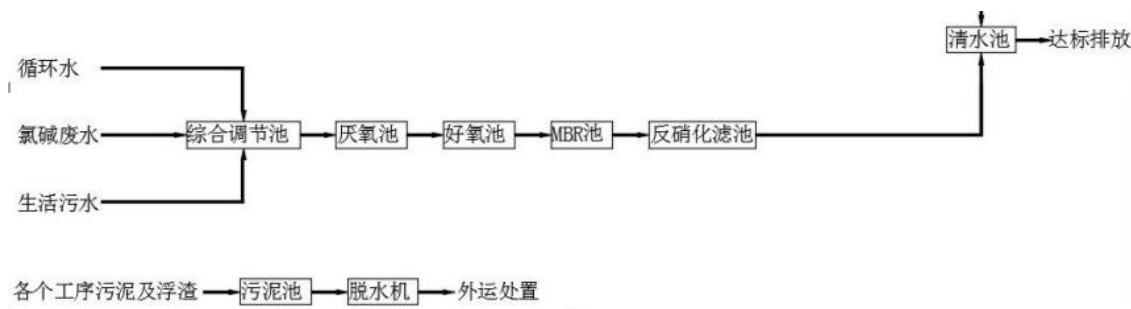 清水池 达标排放
循环水
氯碱废水 综合调节池 厌氧池 好氧池 MBR池 反硝化滤池
生活污水
各个工序污泥及浮渣 污泥池 脱水机 外运处置